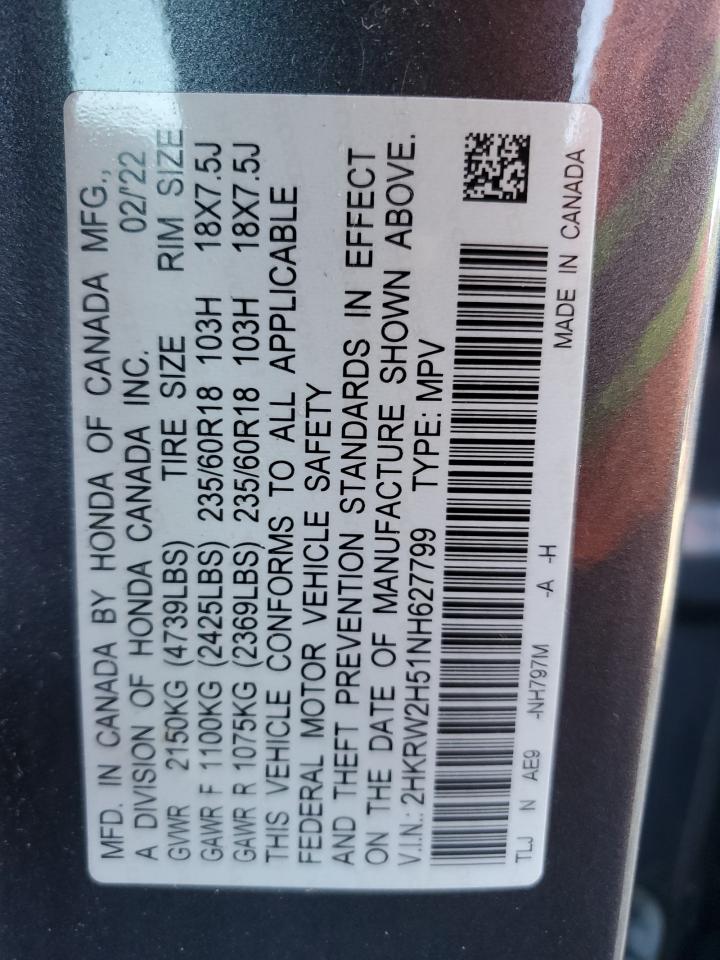 MFD. IN CANADA BY HONDA OF CANADA MFG.,
A DIVISION OF HONDA CANADA INC. 02/'22
GVWR 2150KG (4739LBS) TIRE SIZE RIM SIZE
GAWR F 1100KG (2425LBS) 235/60R18 103H 18X7.5J
GAWR R 1075KG (2369LBS) 235/60R18 103H 18X7.5J
THIS VEHICLE CONFORMS TO ALL APPLICABLE
FEDERAL MOTOR VEHICLE SAFETY
AND THEFT PREVENTION STANDARDS IN EFFECT
ON THE DATE OF MANUFACTURE SHOWN ABOVE.
V.I.N.: 2HKRW2H51NH627799 TYPE: MPV
TLJ N AE9 -NH797M -A -H
MADE IN CANADA